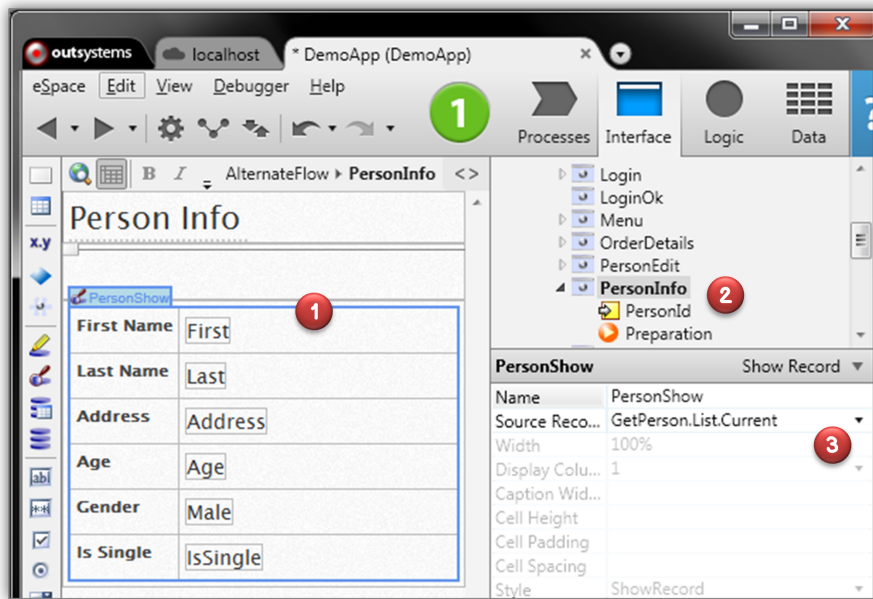 outsystems
localhost
* DemoApp (DemoApp)
eSpace Edit View Debugger Help
1
Processes Interface Logic Data
?
B I AlternateFlow PersonInfo <>
Person Info
PersonShow
1
First Name First
Last Name Last
Address Address
Age Age
Gender Male
Is Single IsSingle
x.y
ab
Login
LoginOk
Menu
OrderDetails
PersonEdit
PersonInfo
2
PersonId
Preparation
PersonShow Show Record
Name PersonShow
Source Reco... GetPerson.List.Current
Width 100%
3
Display Colu... 1
Caption Wid...
Cell Height
Cell Padding
Cell Spacing
Style ShowRecord